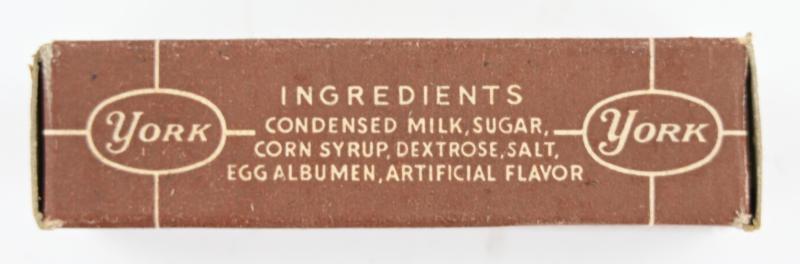 INGREDIENTS
York
CONDENSED MILK, SUGAR,
York
CORN SYRUP, DEXTROSE, SALT,
EGG ALBUMEN, ARTIFICIAL FLAVOR